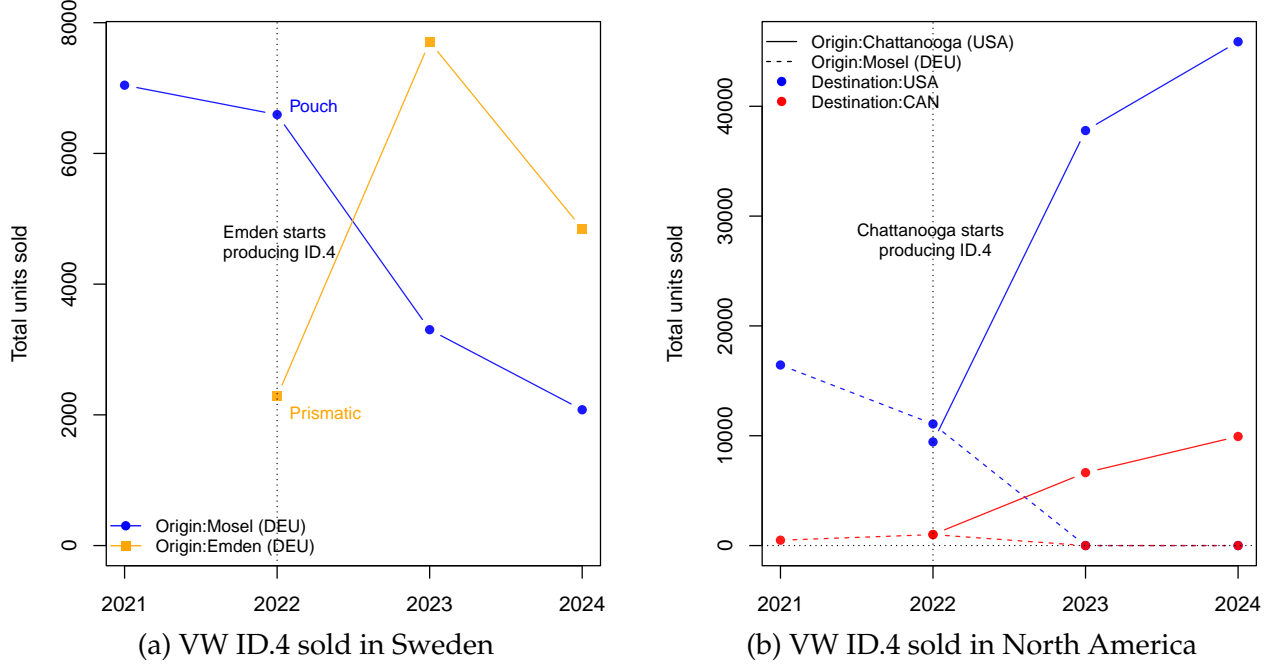 Total units sold
8000
6000
4000
2000
0
Pouch
Emden starts
producing ID.4
Prismatic
Origin:Mosel (DEU)
Origin:Emden (DEU)
2021 2022 2023 2024
(a) VW ID.4 sold in Sweden
Total units sold
40000
30000
20000
10000
0
Origin:Chattanooga (USA)
Origin:Mosel (DEU)
Destination:USA
Destination:CAN
Chattanooga starts
producing ID.4
2021 2022 2023 2024
(b) VW ID.4 sold in North America